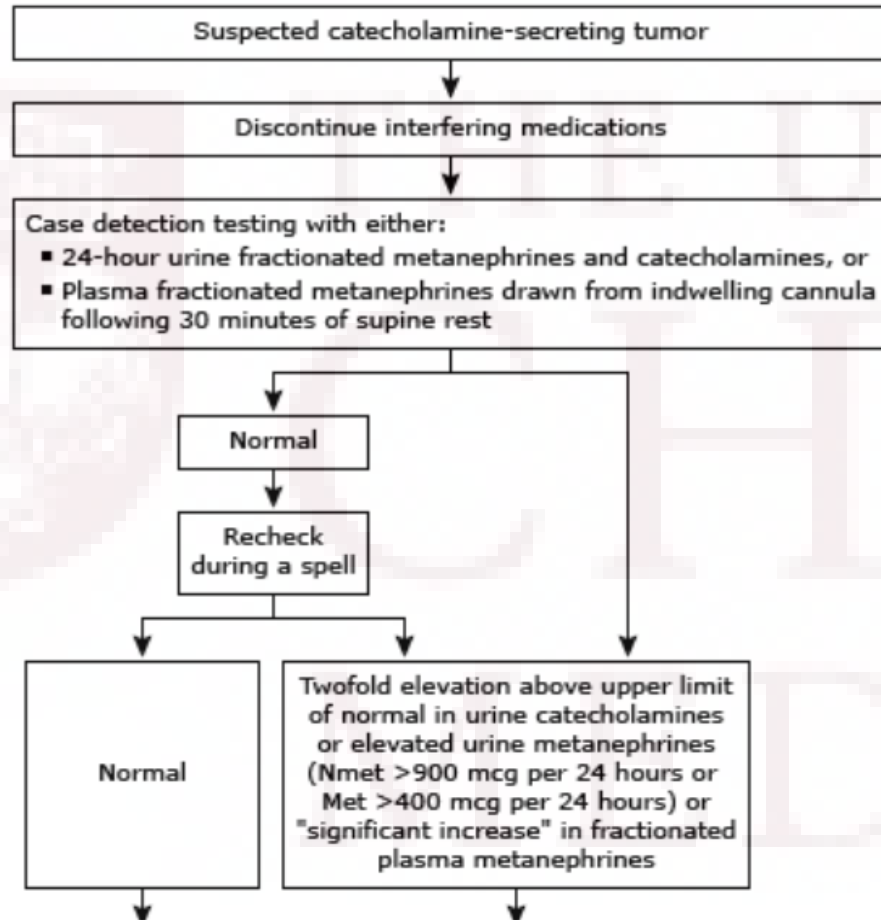 Suspected catecholamine-secreting tumor
Discontinue interfering medications
Case detection testing with either:
▪ 24-hour urine fractionated metanephrines and catecholamines, or
▪ Plasma fractionated metanephrines drawn from indwelling cannula
following 30 minutes of supine rest
Normal
Recheck
during a spell
Normal
Twofold elevation above upper limit
of normal in urine catecholamines
or elevated urine metanephrines
(Nmet >900 mcg per 24 hours or
Met >400 mcg per 24 hours) or
"significant increase" in fractionated
plasma metanephrines